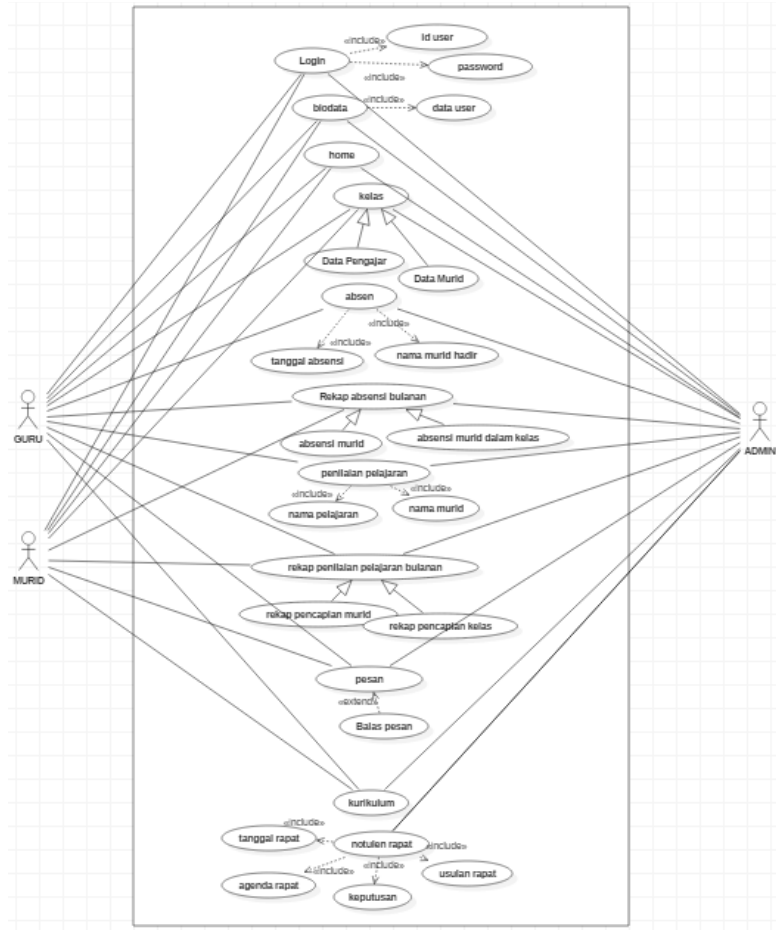 id user
«include»
Login
password
«include»
«include»
biodata
data user
home
kelas
Data Pengajar
Data Murid
absen
«include»
«include»
tanggal absensi
nama murid hadir
Rekap absensi bulanan
GURU
absensi murid
absensi murid dalam kelas
ADMIN
penilaian pelajaran
«include»
«include»
nama pelajaran
nama murid
MURID
rekap penilaian pelajaran bulanan
rekap pencapian murid
rekap pencapian kelas
pesan
«extend»
Balas pesan
kurikulum
«include»
tanggal rapat
notulen rapat
«include»
«include»
«include»
usulan rapat
agenda rapat
keputusan